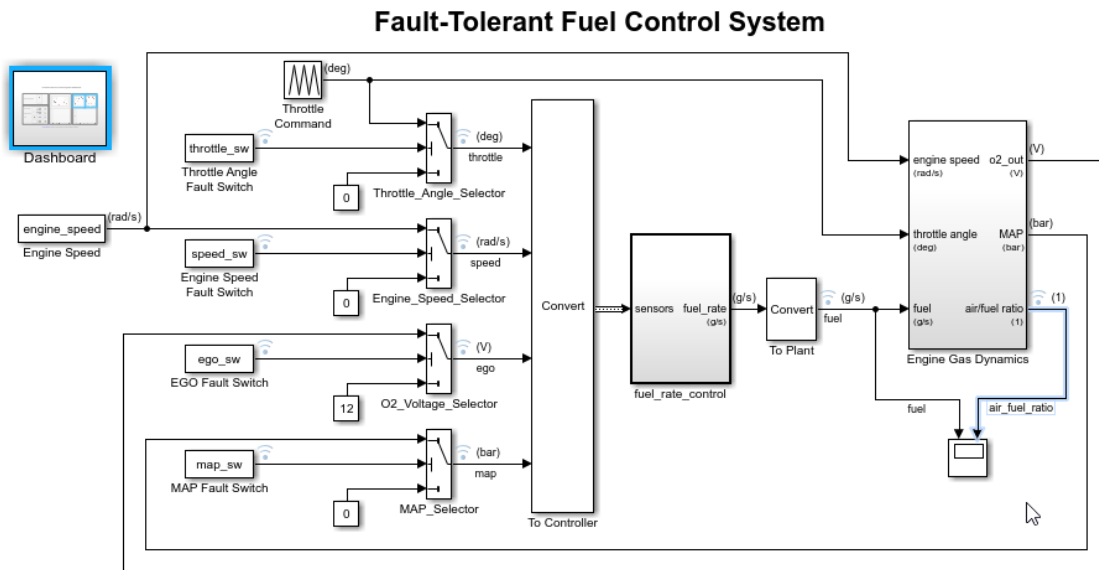 Fault-Tolerant Fuel Control System
Dashboard
(deg)
Throttle
Command
throttle_sw
Throttle Angle
Fault Switch
0
(deg)
throttle
Throttle_Angle_Selector
engine_speed
(rad/s)
Engine Speed
speed_sw
Engine Speed
Fault Switch
0
(rad/s)
speed
Engine_Speed_Selector
ego_sw
EGO Fault Switch
12
(V)
ego
O2_Voltage_Selector
map_sw
MAP Fault Switch
0
(bar)
map
MAP_Selector
Convert
To Controller
sensors
fuel_rate
(g/s)
fuel_rate_control
(g/s)
Convert
To Plant
(g/s)
fuel
engine speed
(rad/s)
o2_out
(V)
(V)
throttle angle
(deg)
MAP
(bar)
(bar)
fuel
(g/s)
air/fuel ratio
(1)
(1)
Engine Gas Dynamics
fuel
air_fuel_ratio